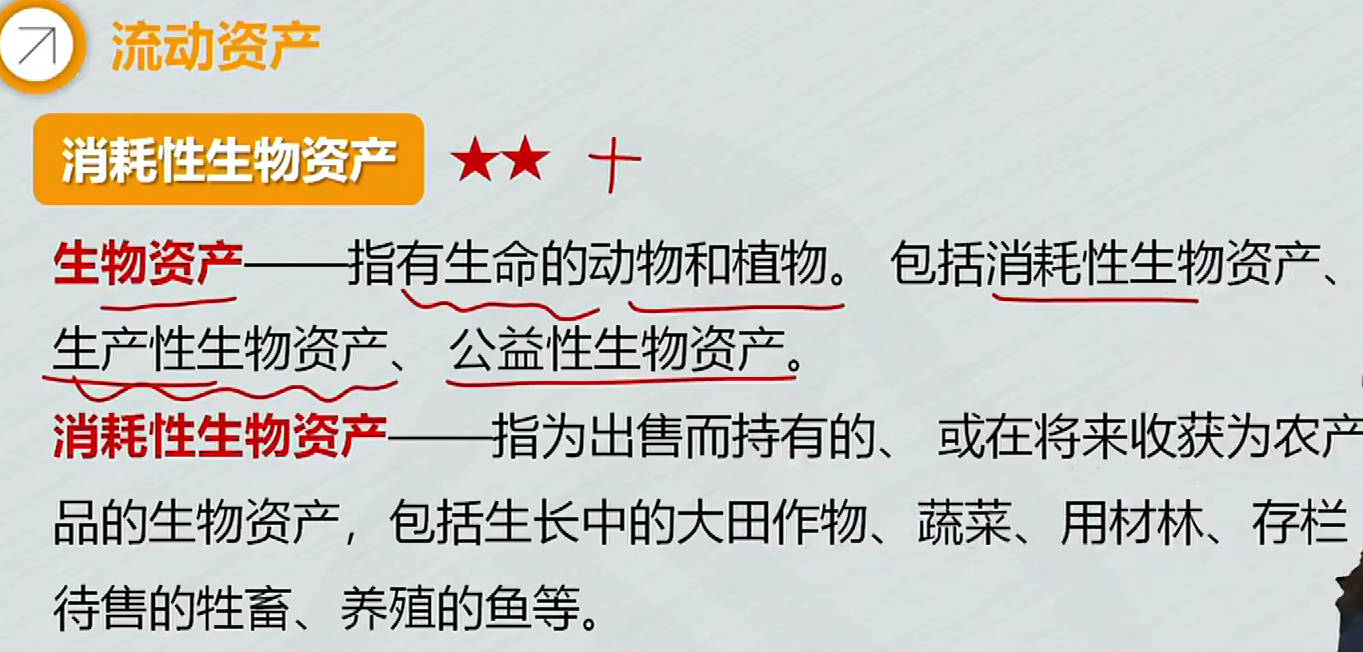 流动资产
消耗性生物资产 ★★ +
生物资产——指有生命的动物和植物。 包括消耗性生物资产、
生产性生物资产、 公益性生物资产。
消耗性生物资产——指为出售而持有的、 或在将来收获为农产
品的生物资产，包括生长中的大田作物、蔬菜、用材林、存栏
待售的牲畜、养殖的鱼等。